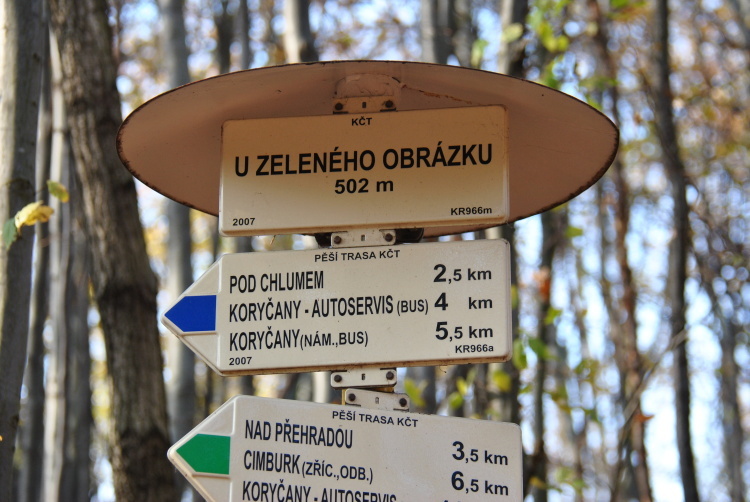 KČT
U ZELENÉHO OBRÁZKU
502 m
2007 KR966m
PĚŠÍ TRASA KČT
POD CHLUMEM 2,5 km
KORYČANY - AUTOSERVIS (BUS) 4 km
KORYČANY (NÁM.,BUS) 5,5 km
2007 KR966a
PĚŠÍ TRASA KČT
NAD PŘEHRADOU 3,5 km
CIMBURK (ZŘÍC.,ODB.) 6,5 km
KORYČANY - AUTOSERVIS